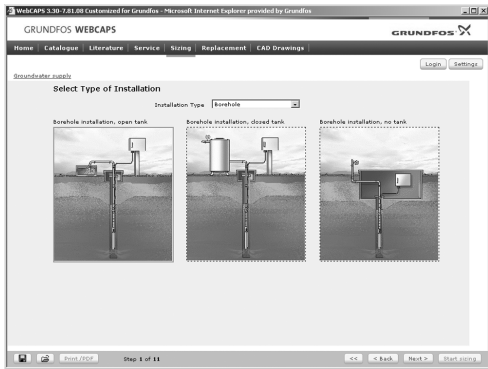 WebCAPS 3.30-7.81.08 Customized for Grundfos - Microsoft Internet Explorer provided by Grundfos
GRUNDFOS WEBCAPS
GRUNDFOS
Home Catalogue Literature Service Sizing Replacement CAD Drawings
Login Settings
Groundwater supply
Select Type of Installation
Installation Type Borehole
Borehole installation, open tank Borehole installation, closed tank Borehole installation, no tank
Print/PDF Step 1 of 11 << < Back Next > Start sizing